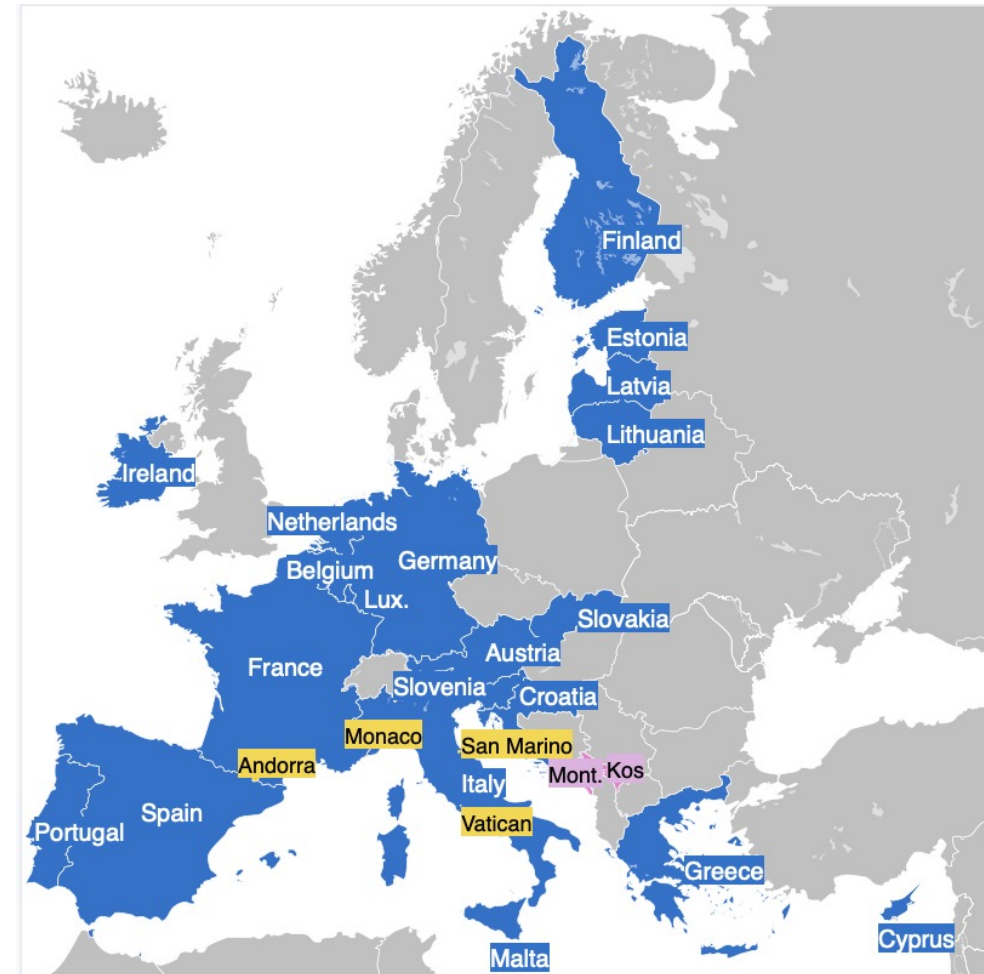 Finland
Estonia
Latvia
Lithuania
Ireland
Netherlands
Germany
Belgium
Lux.
Slovakia
Austria
France
Slovenia
Croatia
Monaco
San Marino
Andorra
Mont.
Kos
Italy
Spain
Vatican
Portugal
Greece
Cyprus
Malta